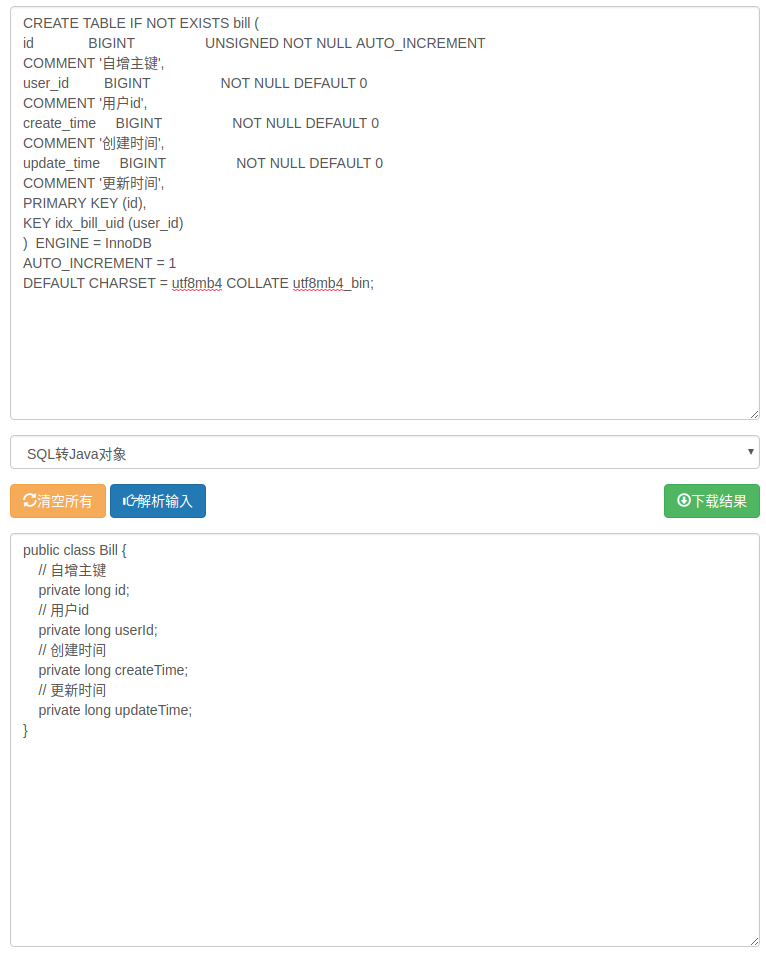 CREATE TABLE IF NOT EXISTS bill (
id BIGINT UNSIGNED NOT NULL AUTO_INCREMENT
COMMENT '自增主键',
user_id BIGINT NOT NULL DEFAULT 0
COMMENT '用户id',
create_time BIGINT NOT NULL DEFAULT 0
COMMENT '创建时间',
update_time BIGINT NOT NULL DEFAULT 0
COMMENT '更新时间',
PRIMARY KEY (id),
KEY idx_bill_uid (user_id)
) ENGINE = InnoDB
AUTO_INCREMENT = 1
DEFAULT CHARSET = utf8mb4 COLLATE utf8mb4_bin;
SQL转Java对象
清空所有 解析输入 下载结果
public class Bill {
// 自增主键
private long id;
// 用户id
private long userId;
// 创建时间
private long createTime;
// 更新时间
private long updateTime;
}